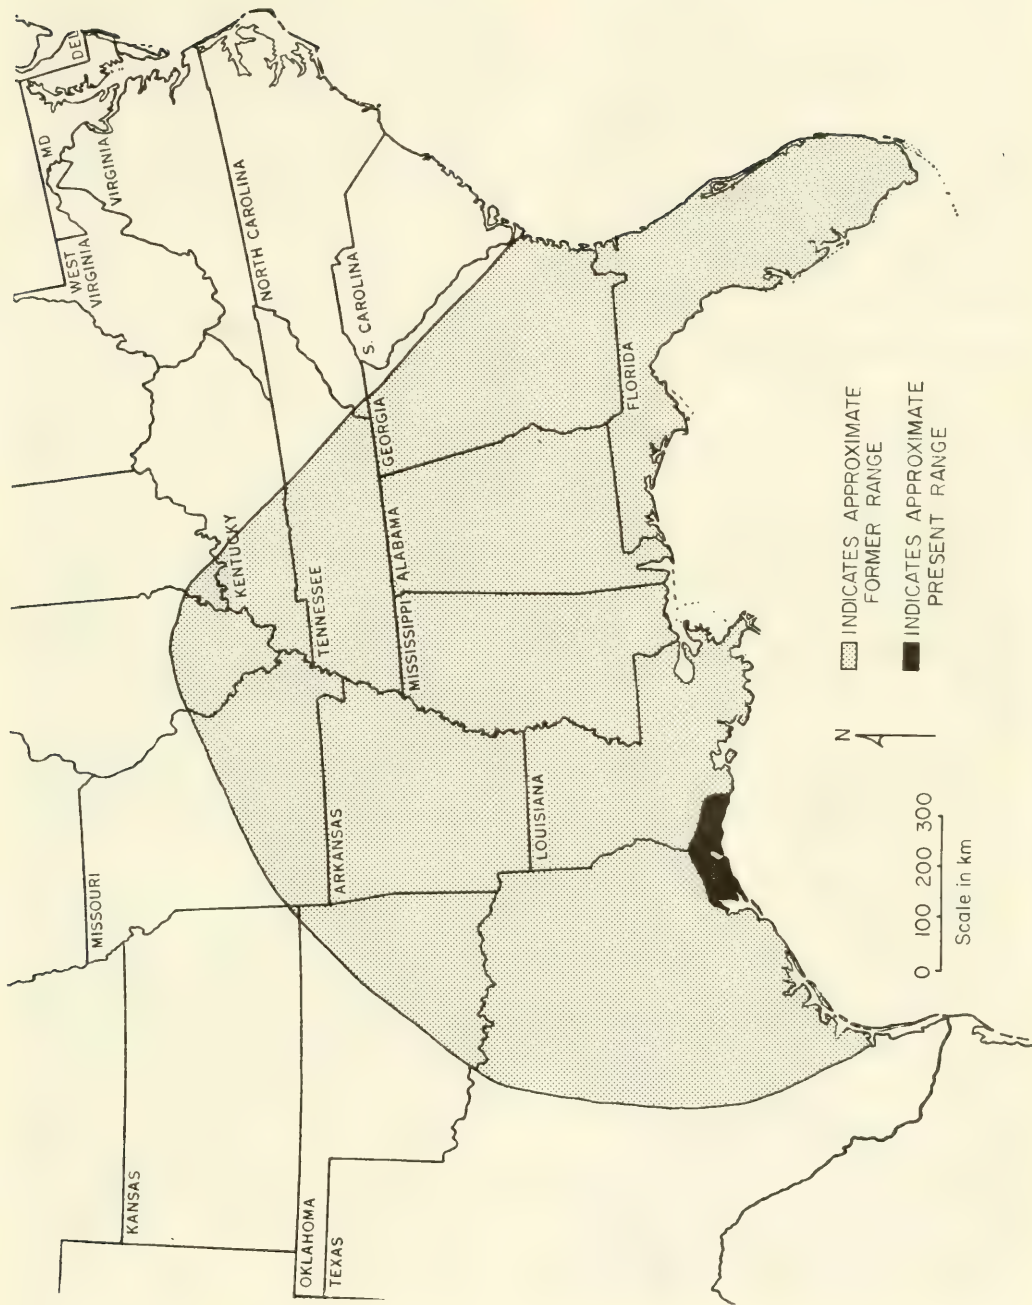 MD
DEL
WEST
VIRGINIA
VIRGINIA
MISSOURI
KANSAS
KENTUCKY
NORTH CAROLINA
TENNESSEE
S. CAROLINA
OKLAHOMA
TEXAS
ARKANSAS
MISSISSIPPI
ALABAMA
GEORGIA
LOUISIANA
FLORIDA
N
0 100 200 300
Scale in km
INDICATES APPROXIMATE
FORMER RANGE
INDICATES APPROXIMATE
PRESENT RANGE